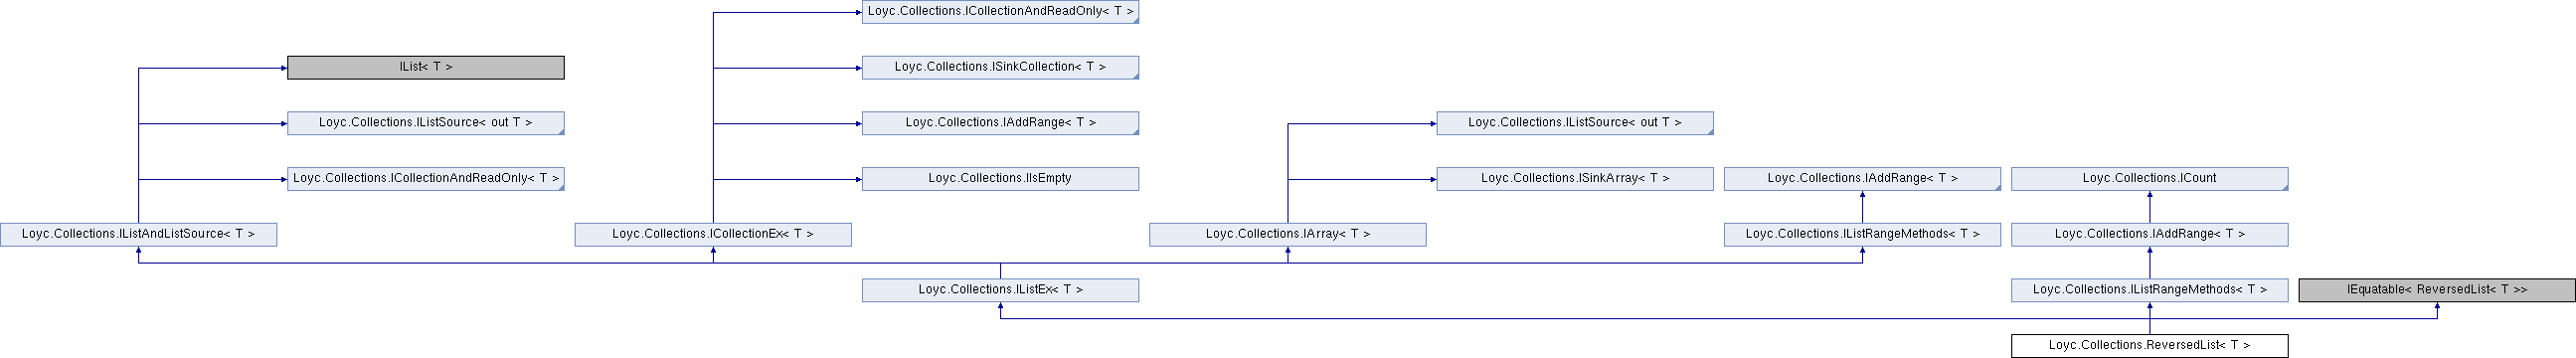 Loyc.Collections.ICollectionAndReadOnly< T >
IList< T >
Loyc.Collections.ISinkCollection< T >
Loyc.Collections.IListSource< out T >
Loyc.Collections.IAddRange< T >
Loyc.Collections.IListSource< out T >
Loyc.Collections.ICollectionAndReadOnly< T >
Loyc.Collections.IIsEmpty
Loyc.Collections.ISinkArray< T >
Loyc.Collections.IAddRange< T >
Loyc.Collections.ICount
Loyc.Collections.IListAndListSource< T >
Loyc.Collections.ICollectionEx< T >
Loyc.Collections.IArray< T >
Loyc.Collections.IListRangeMethods< T >
Loyc.Collections.IAddRange< T >
Loyc.Collections.IListEx< T >
Loyc.Collections.IListRangeMethods< T >
IEquatable< ReversedList< T >>
Loyc.Collections.ReversedList< T >